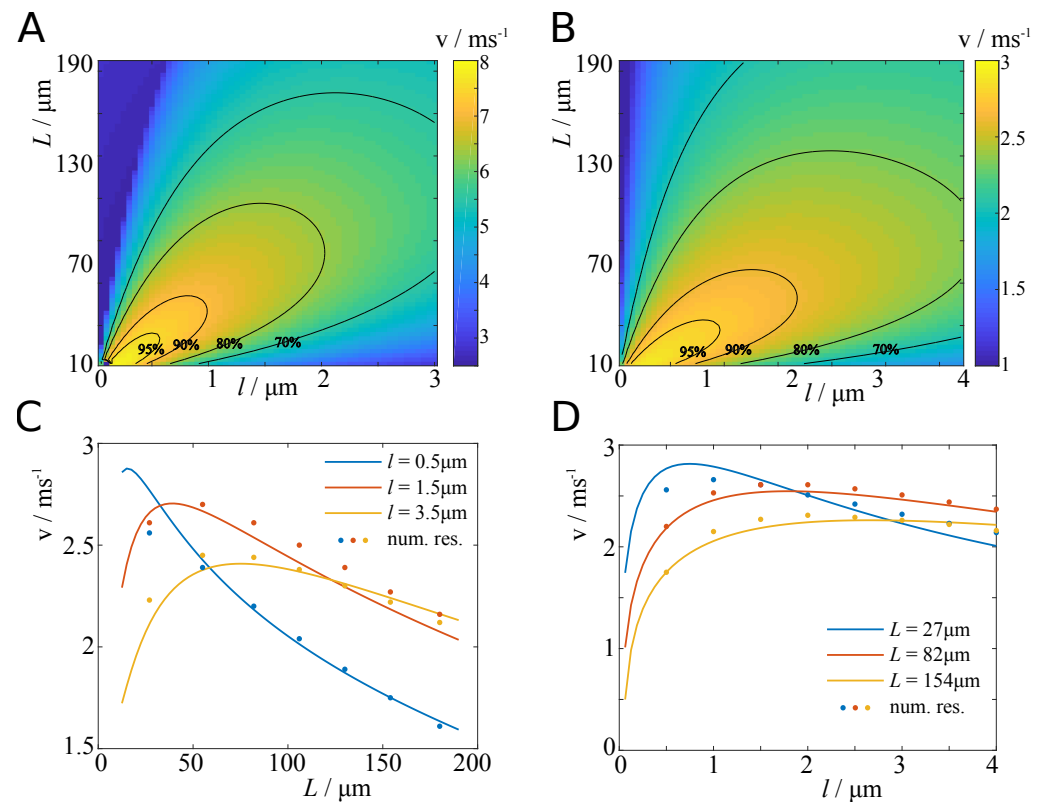 A
v / ms-1
L / μm
190
130
70
10
95%
90%
80%
70%
0
1
2
3
l / μm
8
7
6
5
4
3
B
v / ms-1
L / μm
190
130
70
10
95%
90%
80%
70%
0
1
2
3
4
l / μm
3
2.5
2
1.5
1
C
v / ms-1
3
2.5
2
1.5
0
50
100
150
200
L / μm
l = 0.5μm
l = 1.5μm
l = 3.5μm
num. res.
D
v / ms-1
3
2
1
0
0
1
2
3
4
l / μm
L = 27μm
L = 82μm
L = 154μm
num. res.